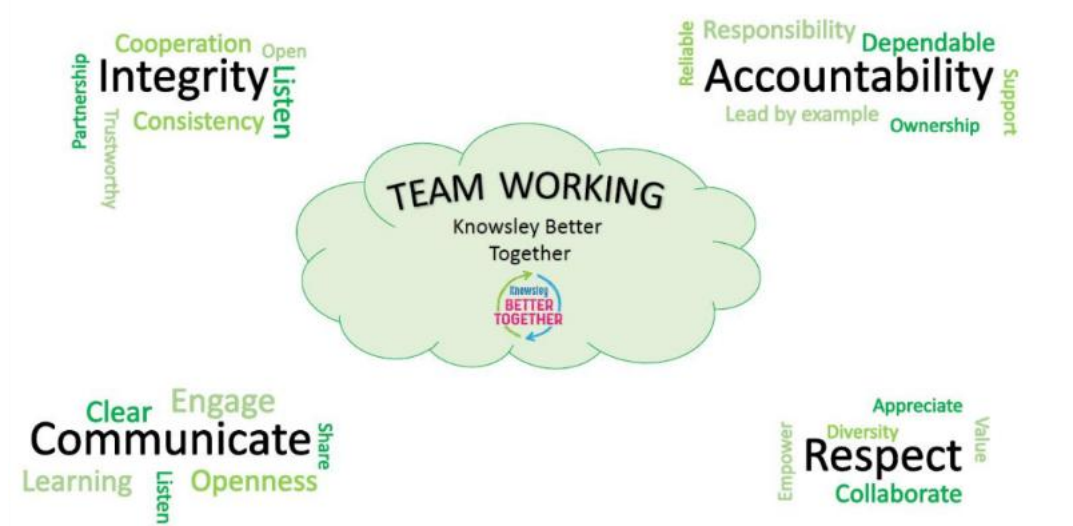 Cooperation
Open
Partnership
Integrity
Listen
Trustworthy
Consistency
Reliable
Responsibility
Dependable
Accountability
Support
Lead by example
Ownership
TEAM WORKING
Knowsley Better
Together
Knowsley
BETTER
TOGETHER
Clear
Engage
Communicate
Share
Learning
Listen
Openness
Appreciate
Empower
Diversity
Value
Respect
Collaborate